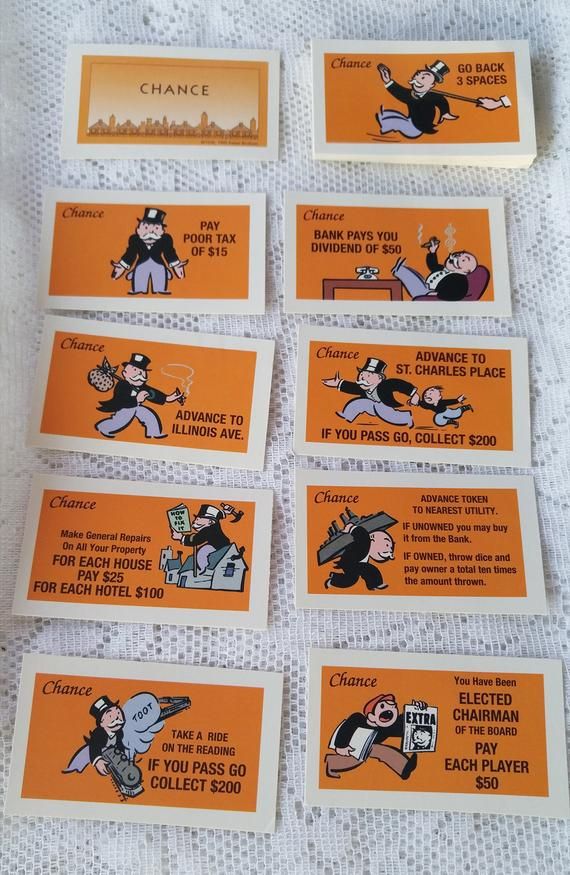 CHANCE
Chance
GO BACK
3 SPACES
Chance
PAY
POOR TAX
OF $15
Chance
BANK PAYS YOU
DIVIDEND OF $50
Chance
ADVANCE TO
ILLINOIS AVE.
Chance
ADVANCE TO
ST. CHARLES PLACE
IF YOU PASS GO, COLLECT $200
Chance
HOW
TO
FIX
IT
Make General Repairs
On All Your Property
FOR EACH HOUSE
PAY $25
FOR EACH HOTEL $100
Chance
ADVANCE TOKEN
TO NEAREST UTILITY.
IF UNOWNED you may buy
it from the Bank.
IF OWNED, throw dice and
pay owner a total ten times
the amount thrown.
Chance
TOOT
TAKE A RIDE
ON THE READING
IF YOU PASS GO
COLLECT $200
Chance
EXTRA
You Have Been
ELECTED
CHAIRMAN
OF THE BOARD
PAY
EACH PLAYER
$50